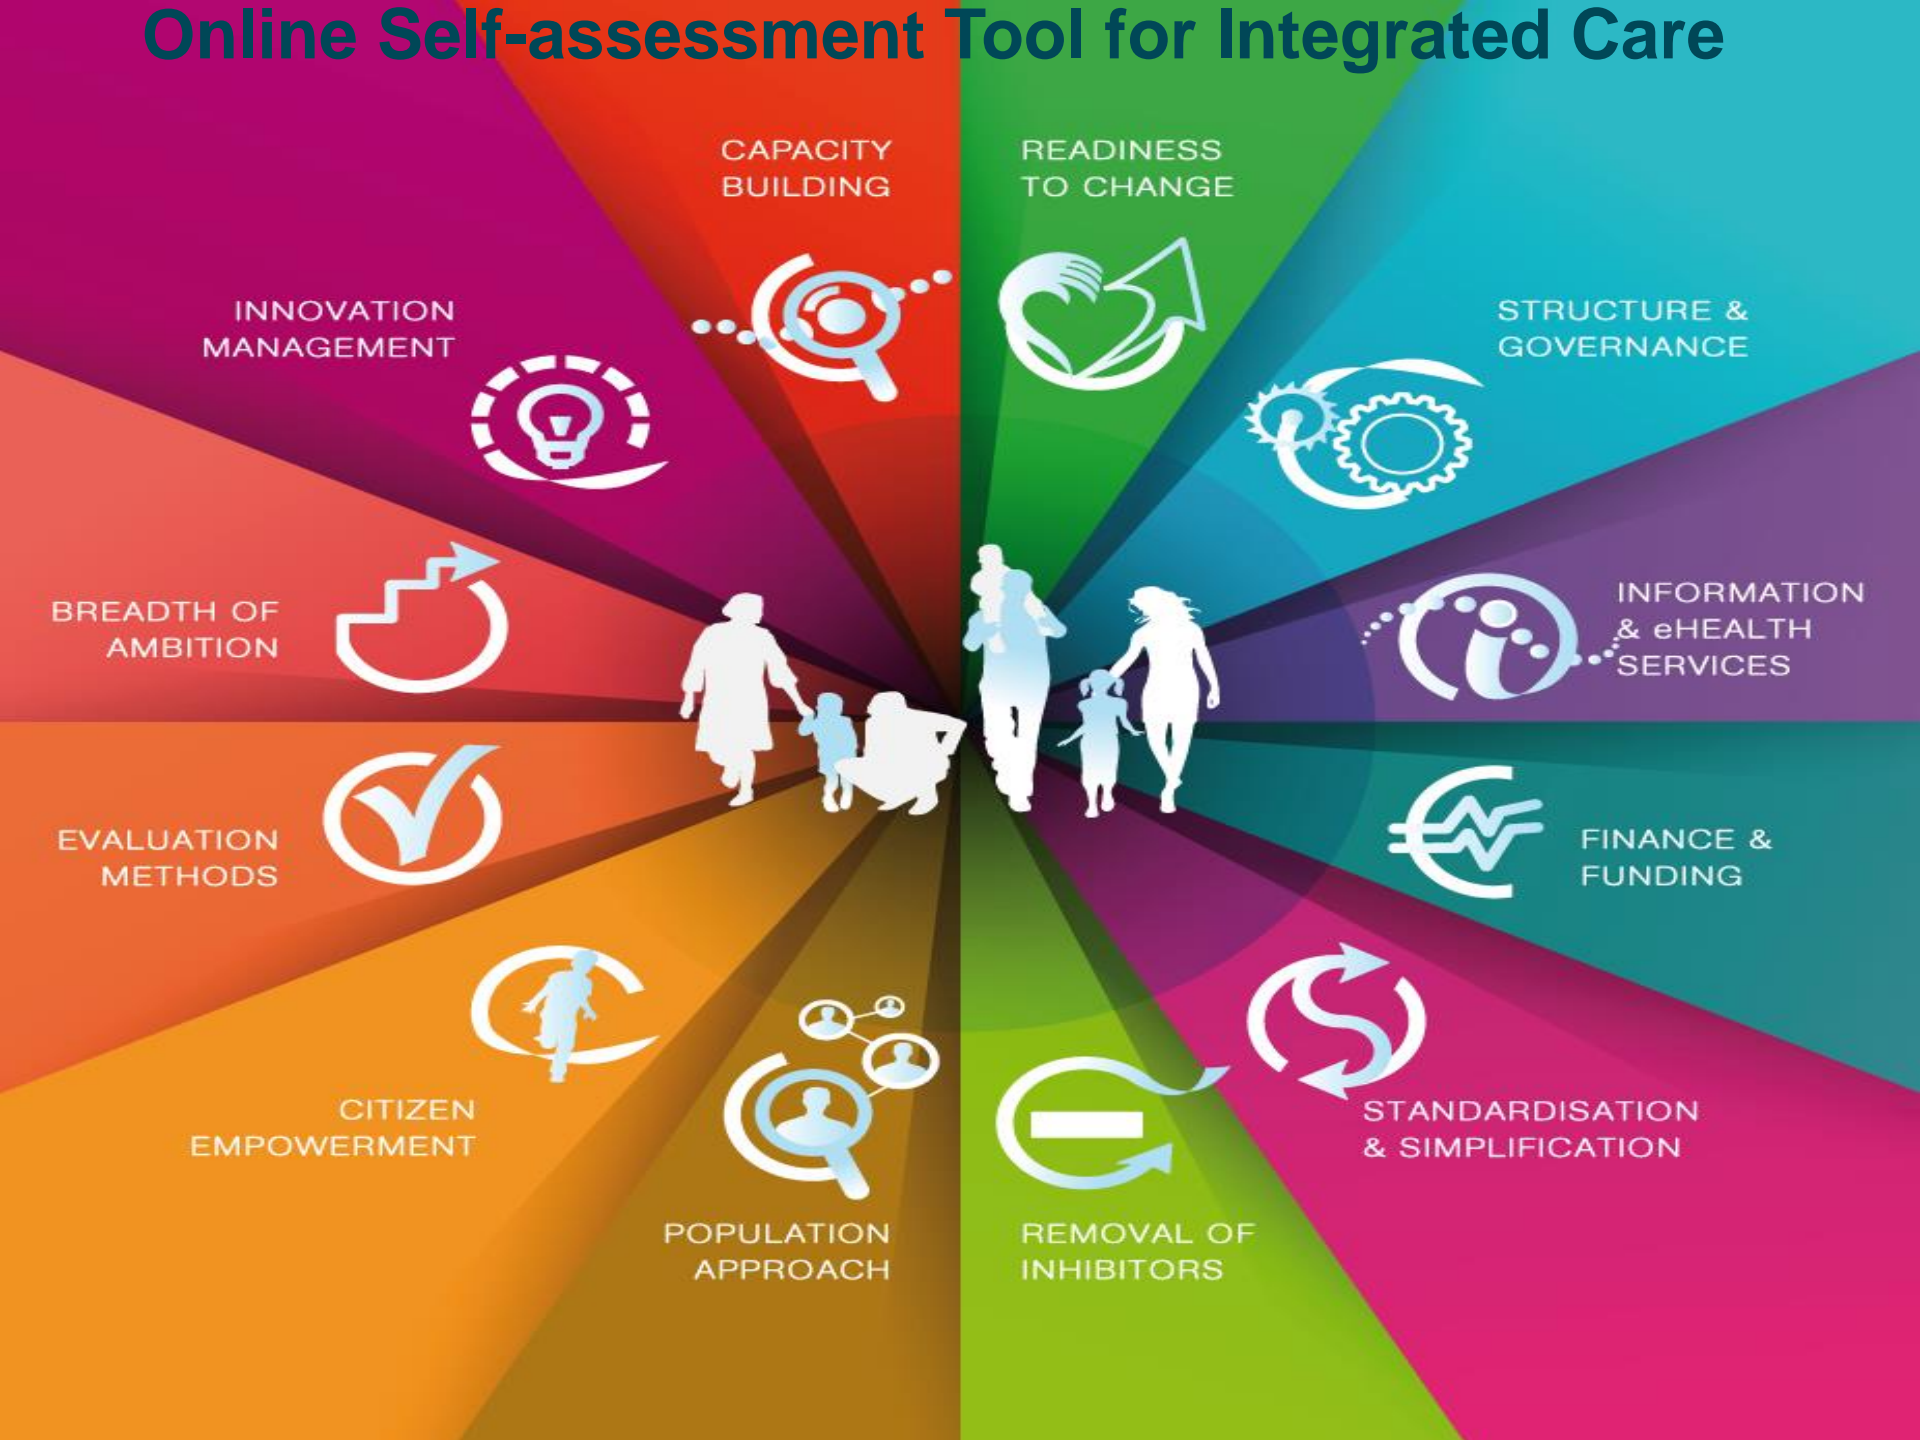 Online Self-assessment Tool for Integrated Care
CAPACITY
BUILDING
READINESS
TO CHANGE
INNOVATION
MANAGEMENT
STRUCTURE &
GOVERNANCE
BREADTH OF
AMBITION
INFORMATION
& eHEALTH
SERVICES
EVALUATION
METHODS
FINANCE &
FUNDING
CITIZEN
EMPOWERMENT
STANDARDISATION
& SIMPLIFICATION
POPULATION
APPROACH
REMOVAL OF
INHIBITORS